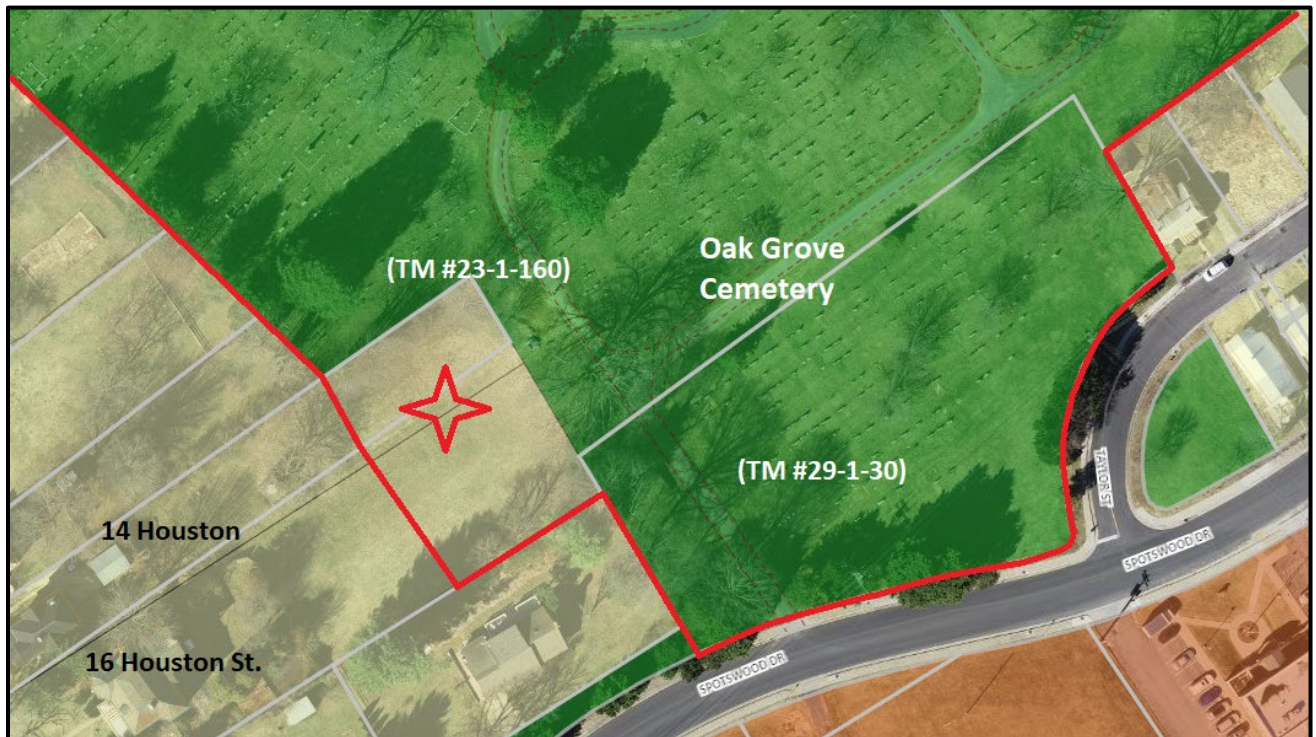 Oak Grove
Cemetery
(TM #23-1-160)
(TM #29-1-30)
14 Houston
16 Houston St.
TAYLOR ST
SPOTSWOOD DR
SPOTSWOOD DR